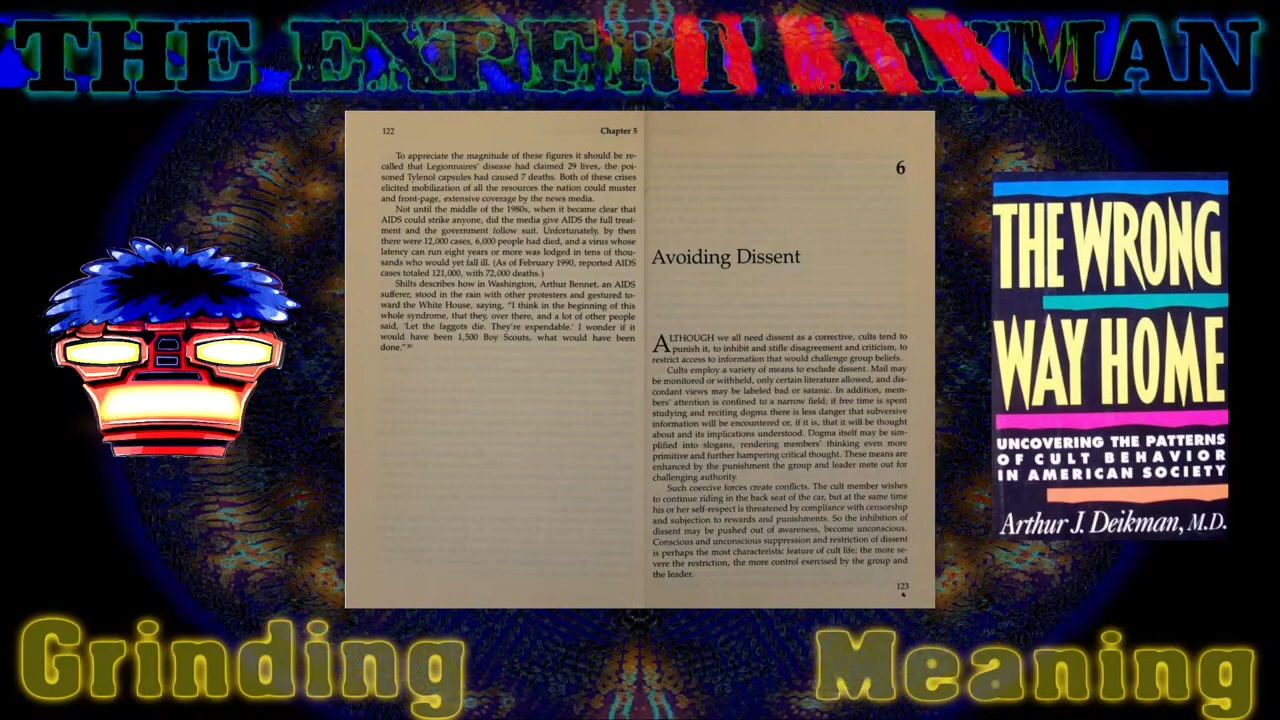 THE EXPERT LAXMAN
122
Chapter 5
To appreciate the magnitude of these figures it should be re-
called that Legionnaires' disease had claimed 29 lives, the poi-
soned Tylenol capsules had caused 7 deaths. Both of these crises
elicited mobilization of all the resources the nation could muster
and front-page, extensive coverage by the news media.
Not until the middle of the 1980s, when it became clear that
AIDS could strike anyone, did the media give AIDS the full treat-
ment and the government follow suit. Unfortunately, by then
there were 12,000 cases, 6,000 people had died, and a virus whose
latency can run eight years or more was lodged in tens of thou-
sands who would yet fall ill. (As of February 1990, reported AIDS
cases totaled 121,000, with 72,000 deaths.)
Shilts describes how in Washington, Arthur Bennet, an AIDS
sufferer, stood in the rain with other protesters and gestured to-
ward the White House, saying, "I think in the beginning of this
whole syndrome, that they, over there, and a lot of other people
said, 'Let the faggots die. They're expendable.' I wonder if it
would have been 1,500 Boy Scouts, what would have been
done."
6
Avoiding Dissent
ALTHOUGH we all need dissent as a corrective, cults tend to
punish it, to inhibit and stifle disagreement and criticism, to
restrict access to information that would challenge group beliefs.
Cults employ a variety of means to exclude dissent. Mail may
be monitored or withheld, only certain literature allowed, and dis-
cordant views may be labeled bad or satanic. In addition, mem-
bers' attention is confined to a narrow field; if free time is spent
studying and reciting dogma there is less danger that subversive
information will be encountered or, if it is, that it will be thought
about and its implications understood. Dogma itself may be sim-
plified into slogans, rendering members' thinking even more
primitive and further hampering critical thought. These means are
enhanced by the punishment the group and leader mete out for
challenging authority.
Such coercive forces create conflicts. The cult member wishes
to continue riding in the back seat of the car, but at the same time
his or her self-respect is threatened by compliance with censorship
and subjection to rewards and punishments. So the inhibition of
dissent may be pushed out of awareness, become unconscious.
Conscious and unconscious suppression and restriction of dissent
is perhaps the most characteristic feature of cult life; the more se-
vere the restriction, the more control exercised by the group and
the leader.
123
THE WRONG
WAY HOME
UNCOVERING THE PATTERNS
OF CULT BEHAVIOR
IN AMERICAN SOCIETY
Arthur J. Deikman, M.D.
Grinding Meaning